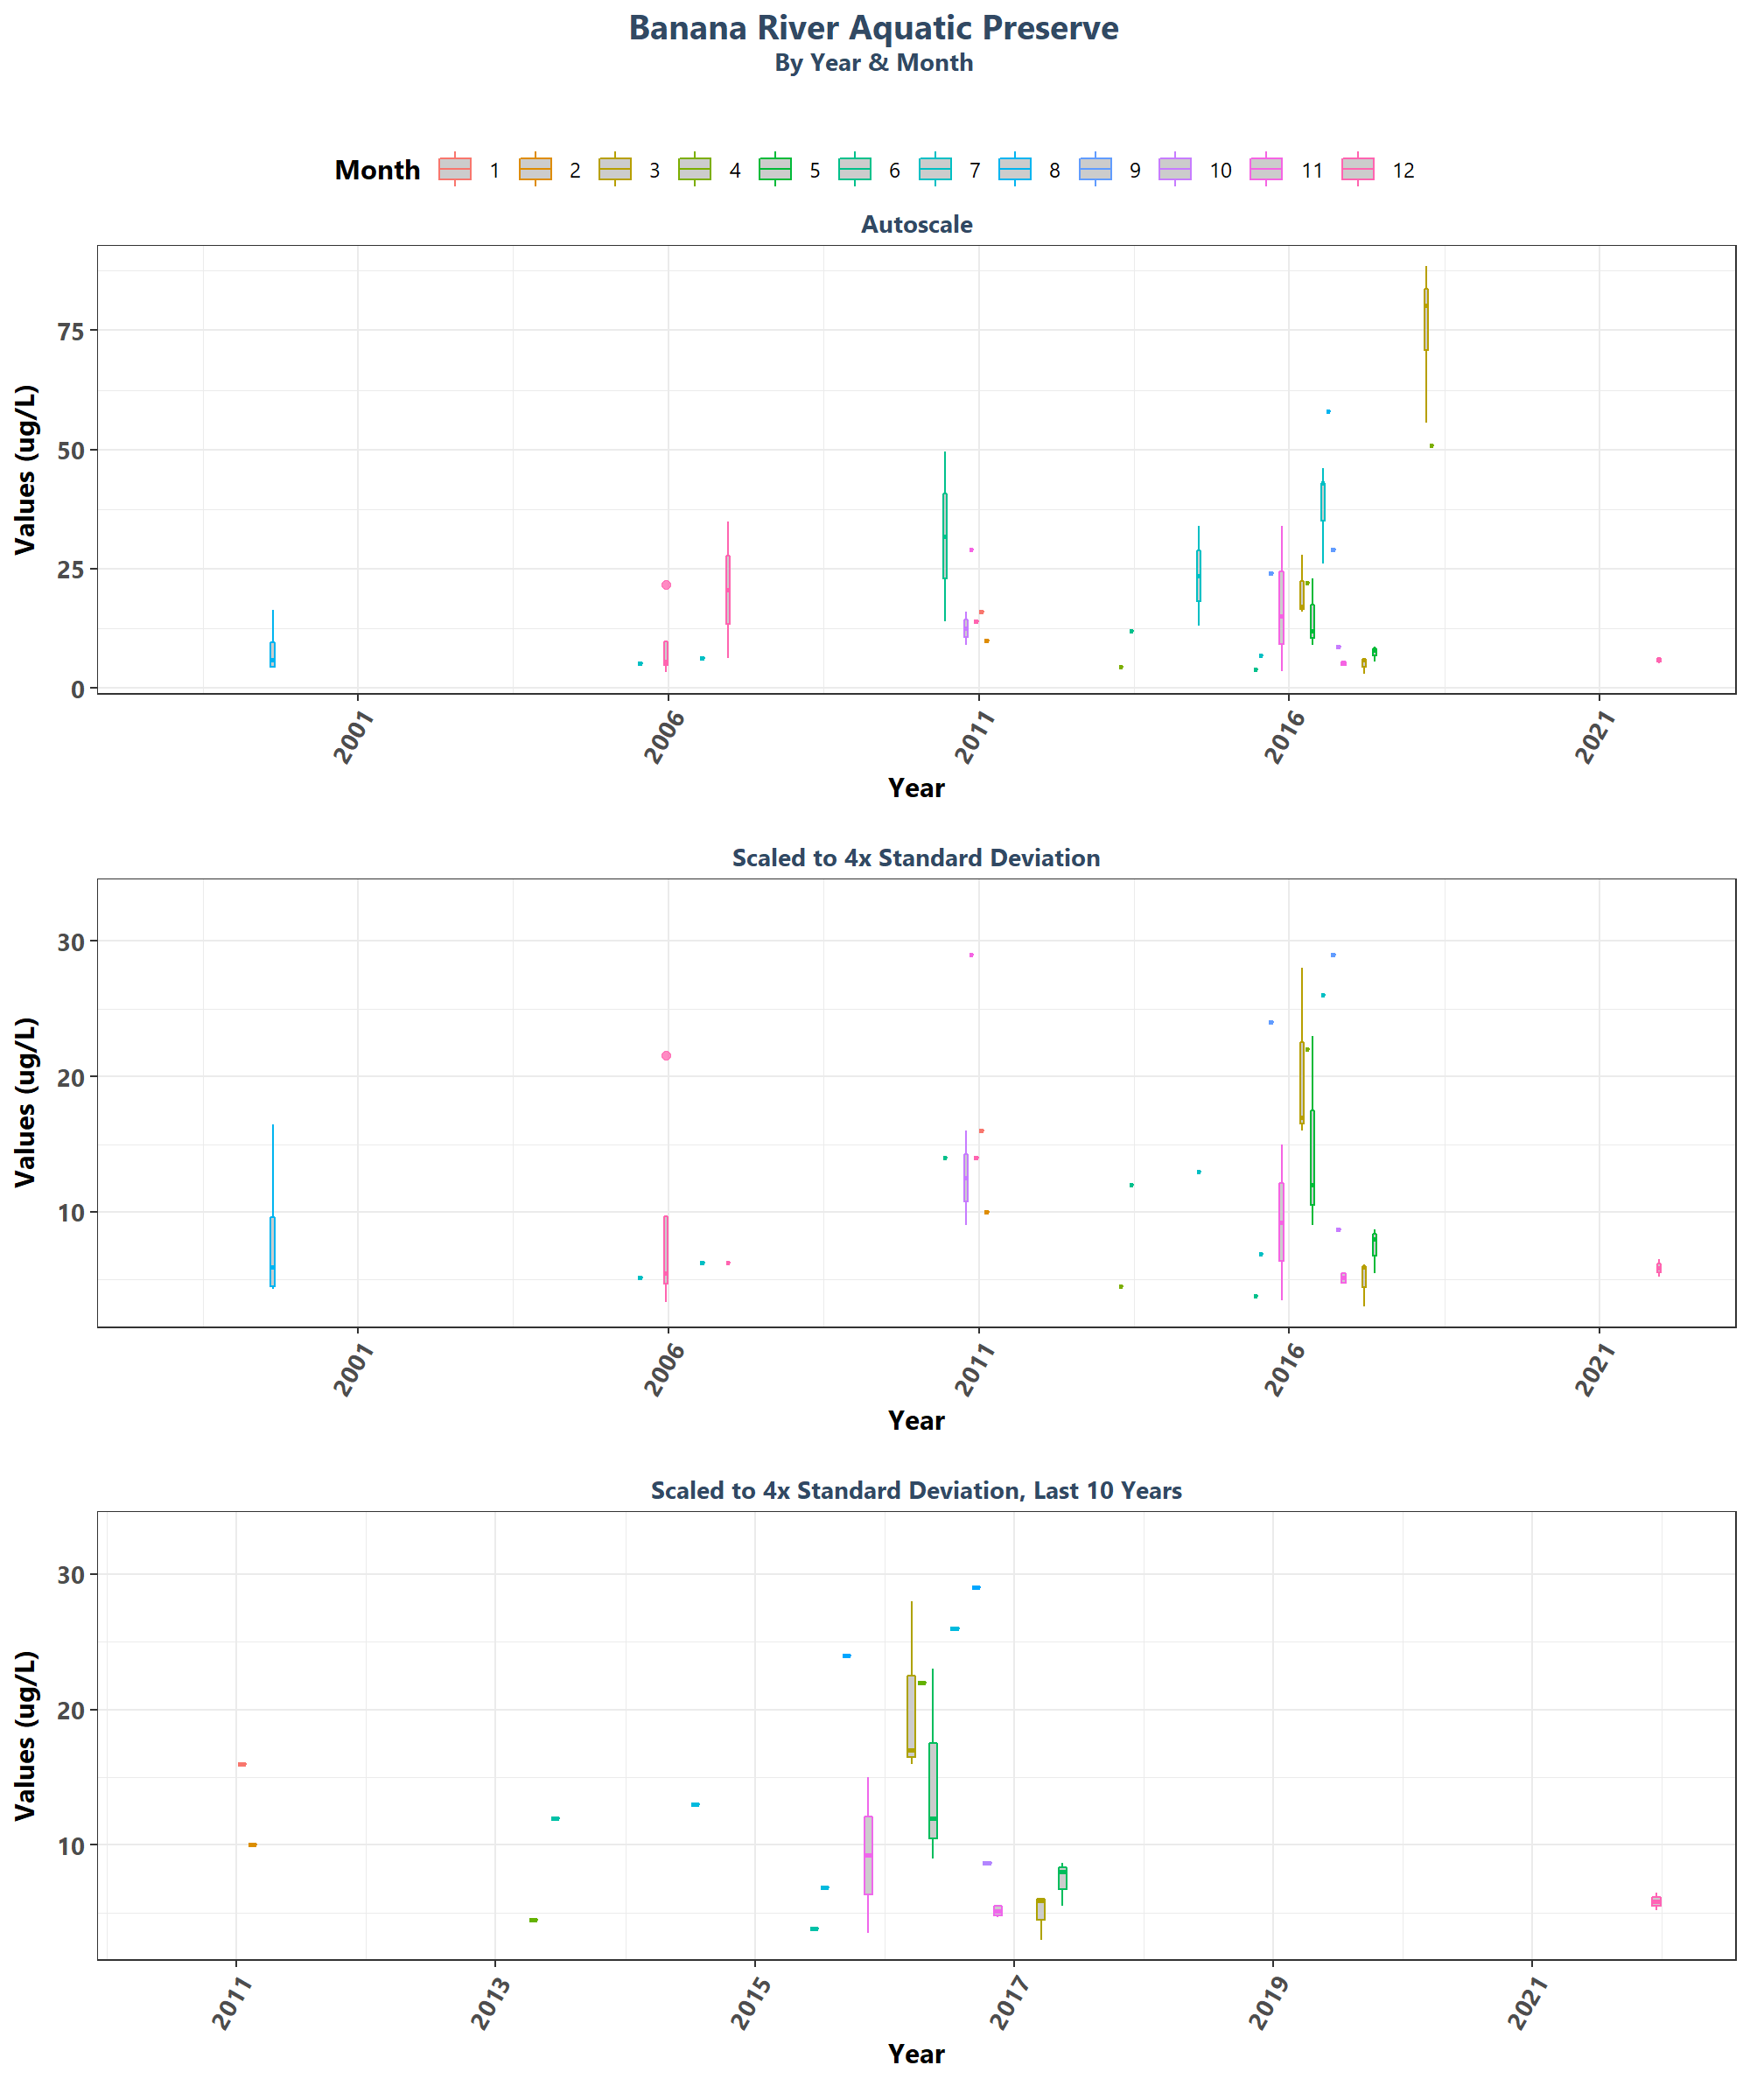 Banana River Aquatic Preserve
By Year & Month
Month 1 2 3 4 5 6 7 8 9 10 11 12
Autoscale
Values (ug/L)
75
50
25
0
2001 2006 2011 2016 2021
Year
Scaled to 4x Standard Deviation
Values (ug/L)
30
20
10
2001 2006 2011 2016 2021
Year
Scaled to 4x Standard Deviation, Last 10 Years
Values (ug/L)
30
20
10
2011 2013 2015 2017 2019 2021
Year